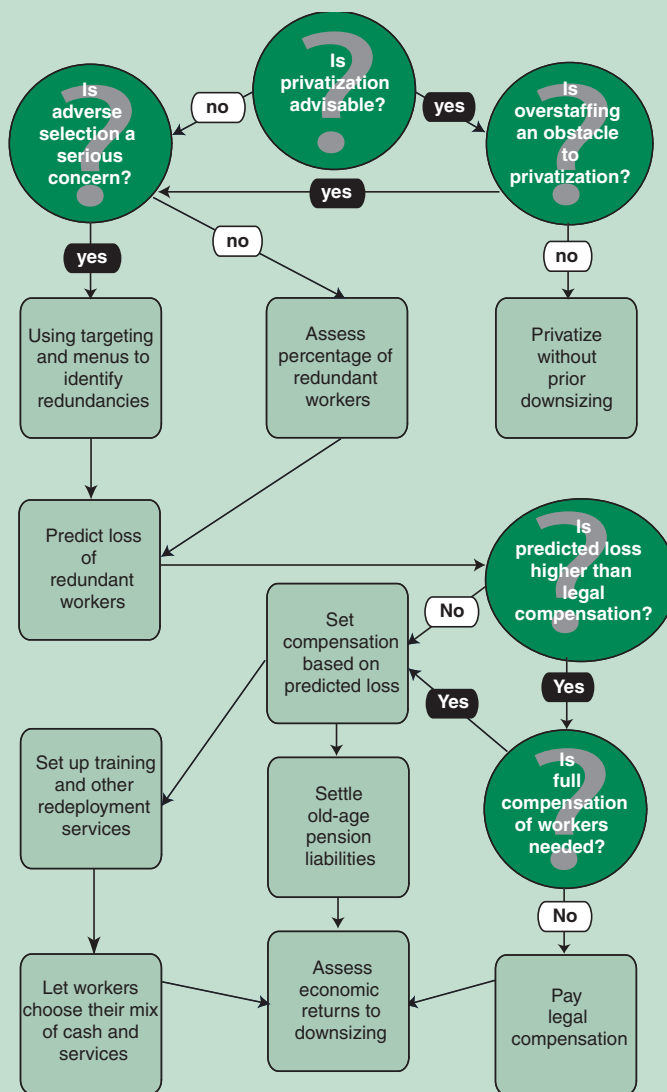 Is
privatization
advisable?
no
yes
Is
adverse
selection a
serious
concern?
Is
overstaffing
an obstacle
to
privatization?
yes
yes
no
no
Using targeting
and menus to
identify
redundancies
Assess
percentage of
redundant
workers
Privatize
without
prior
downsizing
Predict loss
of
redundant
workers
Is
predicted loss
higher than
legal
compensation?
No
Set
compensation
based on
predicted loss
Yes
Yes
Set up training
and other
redeployment
services
Settle
old-age
pension
liabilities
Is
full
compensation
of workers
needed?
No
Let workers
choose their mix
of cash and
services
Assess
economic
returns to
downsizing
Pay
legal
compensation